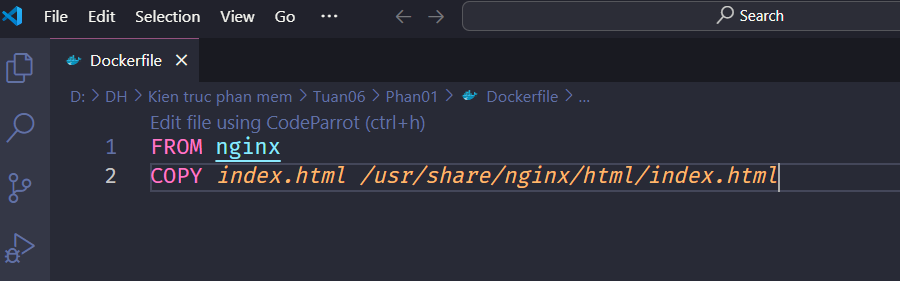 File Edit Selection View Go ··· Search
Dockerfile
D: > DH > Kien truc phan mem > Tuan06 > Phan01 > Dockerfile > ...
Edit file using CodeParrot (ctrl+h)
1 FROM nginx
2 COPY index.html /usr/share/nginx/html/index.html